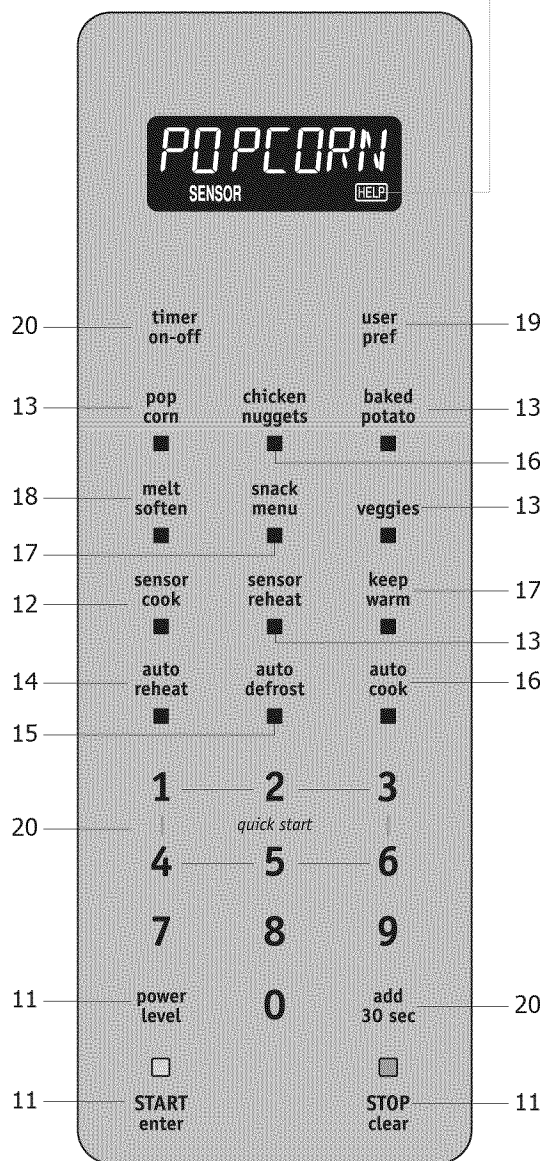 POPCORN
SENSOR HELP
20 timer on-off user pref 19
13 pop corn chicken nuggets baked potato 13
16
18 melt soften snack menu veggies 13
17
12 sensor cook sensor reheat keep warm 17
13
14 auto reheat auto defrost auto cook 16
15
1 2 3
20 quick start
4 5 6
7 8 9
11 power level 0 add 30 sec 20
11 START enter STOP clear 11